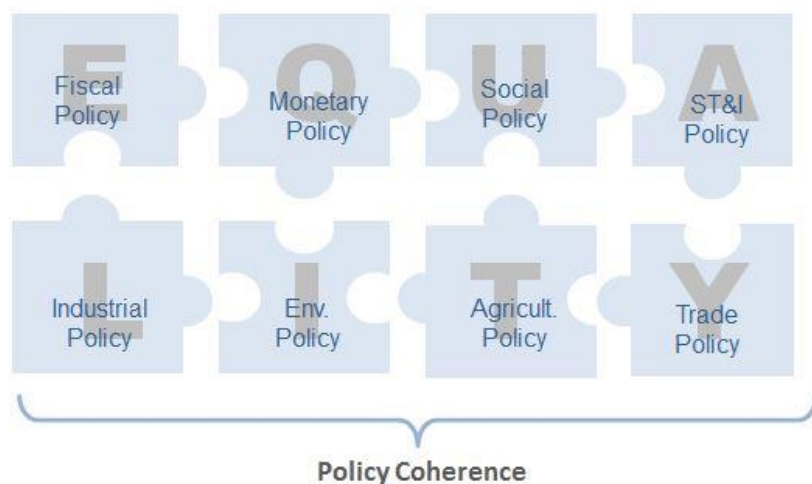 E Q U A
Fiscal
Policy
Monetary
Policy
Social
Policy
ST&I
Policy
L I T Y
Industrial
Policy
Env.
Policy
Agricult.
Policy
Trade
Policy
Policy Coherence